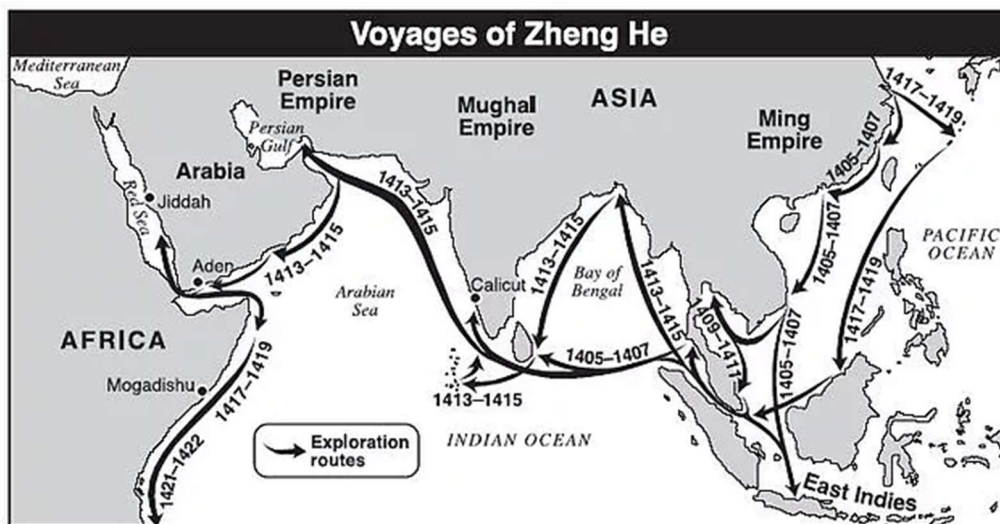 Voyages of Zheng He
Mediterranean
Sea
Persian
Empire
Persian
Gulf
Mughal
Empire
ASIA
Ming
Empire
1417–1419
1405–1407
Arabia
Red Sea
Jiddah
1413–1415
1413–1415
1405–1407
PACIFIC
OCEAN
Aden
1413–1415
Arabian
Sea
Calicut
Bay of
Bengal
1413–1415
409–1411
1417–1419
AFRICA
1405–1407
1405–1407
Mogadishu
1417–1419
1413–1415
INDIAN OCEAN
Exploration
routes
1421–1422
East Indies